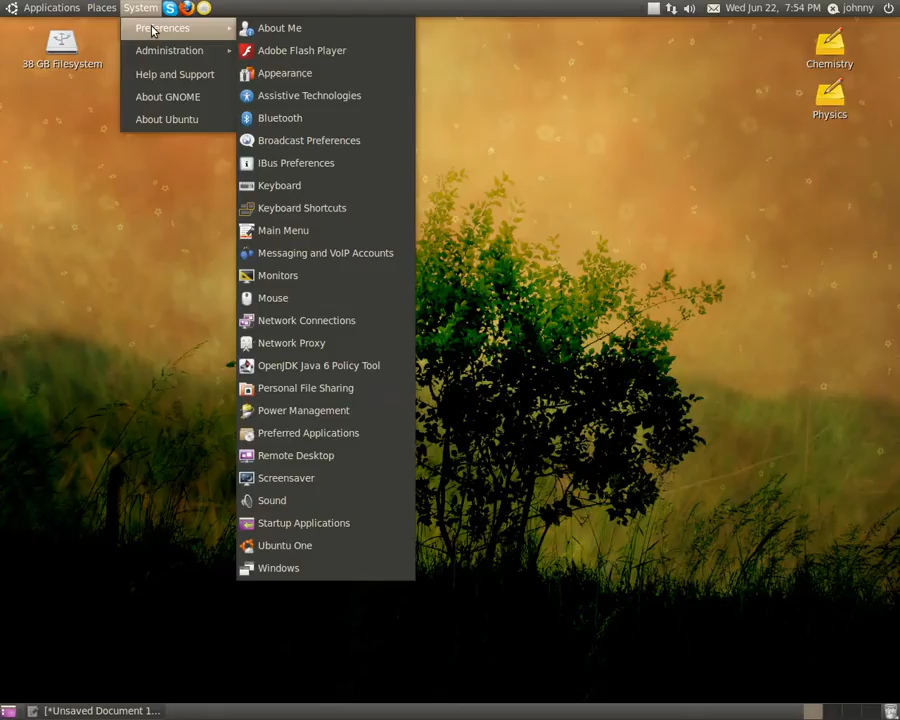 Applications Places System
Wed Jun 22, 7:54 PM johnny
38 GB Filesystem
Preferences
Administration
Help and Support
About GNOME
About Ubuntu
About Me
Adobe Flash Player
Appearance
Assistive Technologies
Bluetooth
Broadcast Preferences
IBus Preferences
Keyboard
Keyboard Shortcuts
Main Menu
Messaging and VoIP Accounts
Monitors
Mouse
Network Connections
Network Proxy
OpenJDK Java 6 Policy Tool
Personal File Sharing
Power Management
Preferred Applications
Remote Desktop
Screensaver
Sound
Startup Applications
Ubuntu One
Windows
Chemistry
Physics
[*Unsaved Document 1...